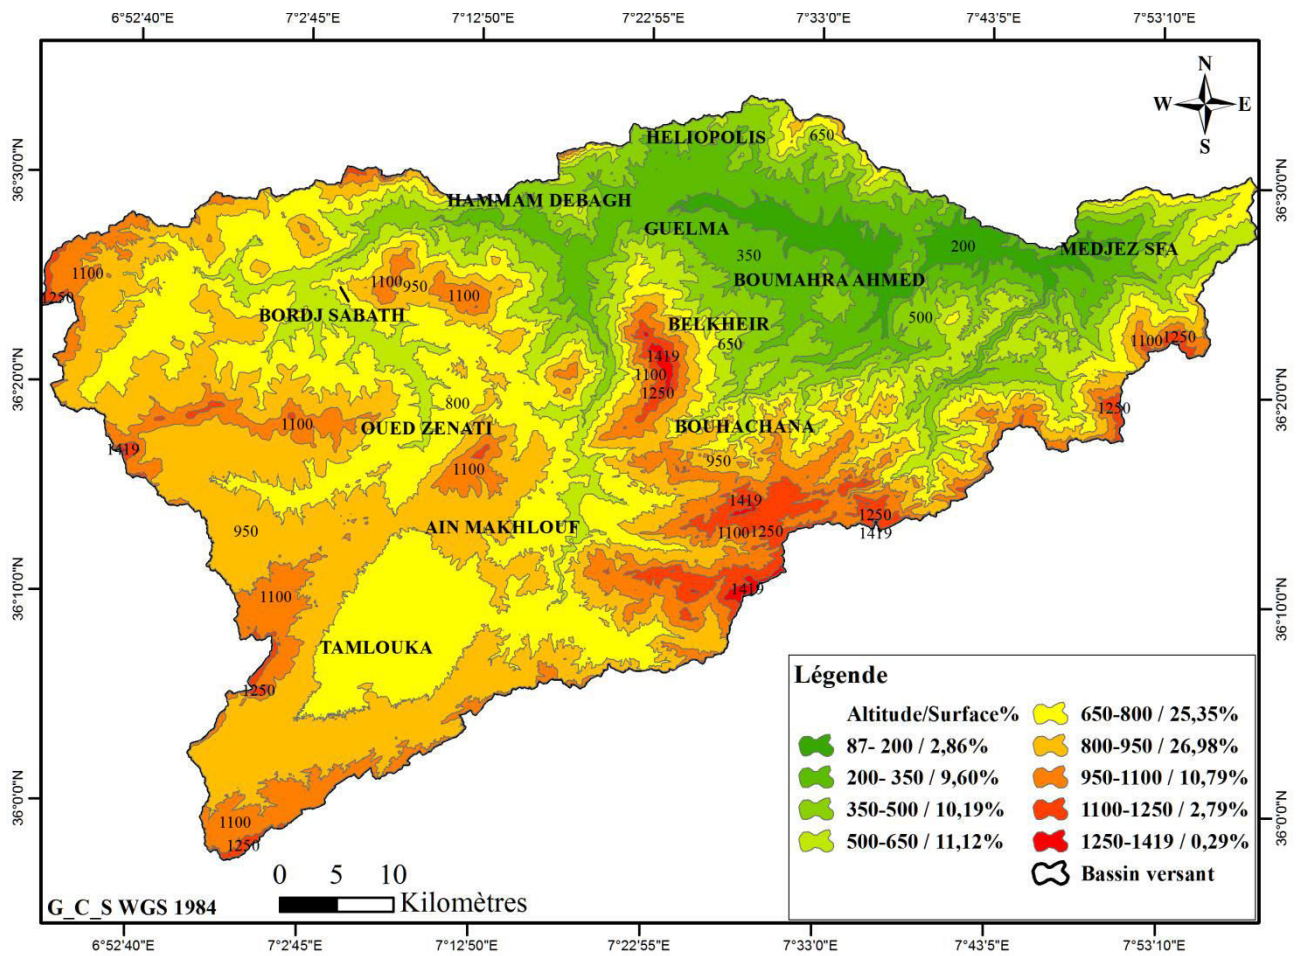 6°52'40"E 7°2'45"E 7°12'50"E 7°22'55"E 7°33'0"E 7°43'5"E 7°53'10"E
N
W E
S
36°30'0"N
36°20'0"N
36°10'0"N
36°0'0"N
36°30'0"N
36°20'0"N
36°10'0"N
36°0'0"N
HELIOPOLIS
650
HAMMAM DEBAGH
GUELMA
350
200
MEDJEZ SFA
BOUMAHRA AHMED
1100
1250
1100
950
1100
BORDJ SABATH
500
BELKHEIR
650
1100
1250
1419
1100
1250
800
1250
1100
OUED ZENATI
BOUHACHANA
1419
1100
950
1419
950
AIN MAKHLOUF
1100
1250
1250
1419
1100
1419
TAMLOUKA
1250
1100
1250
Légende
Altitude/Surface%
87- 200 / 2,86%
200- 350 / 9,60%
350-500 / 10,19%
500-650 / 11,12%
650-800 / 25,35%
800-950 / 26,98%
950-1100 / 10,79%
1100-1250 / 2,79%
1250-1419 / 0,29%
Bassin versant
0 5 10
Kilomètres
G_C_S WGS 1984
6°52'40"E 7°2'45"E 7°12'50"E 7°22'55"E 7°33'0"E 7°43'5"E 7°53'10"E